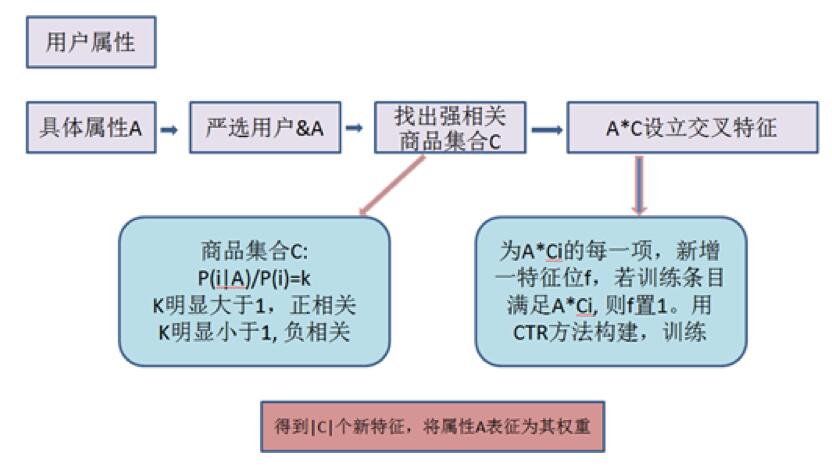 用户属性
具体属性A
严选用户&A
找出强相关
商品集合C
A*C设立交叉特征
商品集合C:
P(i|A)/P(i)=k
K明显大于1，正相关
K明显小于1, 负相关
为A*Ci的每一项，新增
一特征位f，若训练条目
满足A*Ci, 则f置1。用
CTR方法构建，训练
得到|C|个新特征，将属性A表征为其权重